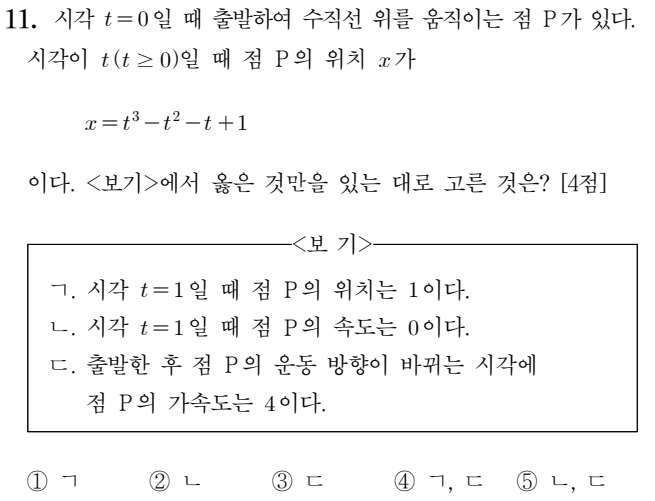 11. 시각 t=0일 때 출발하여 수직선 위를 움직이는 점 P가 있다.
시각이 t(t≥0)일 때 점 P의 위치 x가
x=t³-t²-t+1
이다. <보기>에서 옳은 것만을 있는 대로 고른 것은? [4점]
<보 기>
ㄱ. 시각 t=1일 때 점 P의 위치는 1이다.
ㄴ. 시각 t=1일 때 점 P의 속도는 0이다.
ㄷ. 출발한 후 점 P의 운동 방향이 바뀌는 시각에
점 P의 가속도는 4이다.
① ㄱ ② ㄴ ③ ㄷ ④ ㄱ, ㄷ ⑤ ㄴ, ㄷ